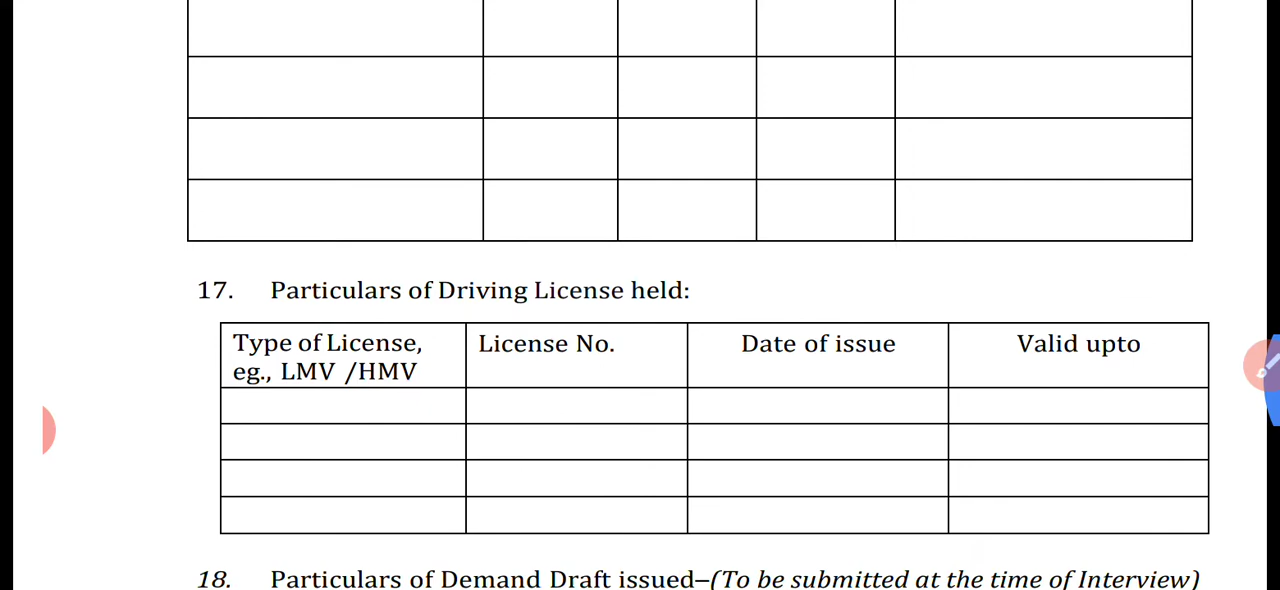 17. Particulars of Driving License held:
Type of License, eg., LMV /HMV
License No.
Date of issue
Valid upto
18. Particulars of Demand Draft issued–(To be submitted at the time of Interview)